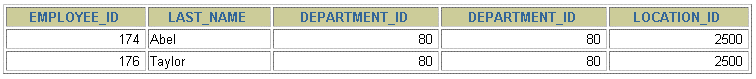 EMPLOYEE_ID LAST_NAME DEPARTMENT_ID DEPARTMENT_ID LOCATION_ID
174 Abel 80 80 2500
176 Taylor 80 80 2500